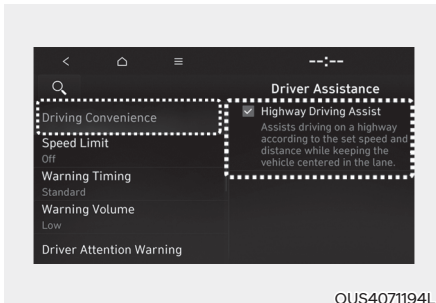 --:--
Driver Assistance
Driving Convenience
Speed Limit
Off
Warning Timing
Standard
Warning Volume
Low
Driver Attention Warning
Highway Driving Assist
Assists driving on a highway
according to the set speed and
distance while keeping the
vehicle centered in the lane.
OUS4071194L